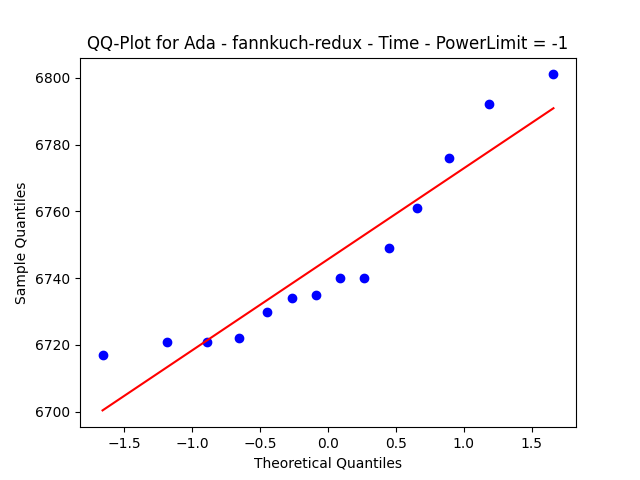 QQ-Plot for Ada - fannkuch-redux - Time - PowerLimit = -1
6800
6780
6760
6740
6720
6700
Sample Quantiles
−1.5 −1.0 −0.5 0.0 0.5 1.0 1.5
Theoretical Quantiles